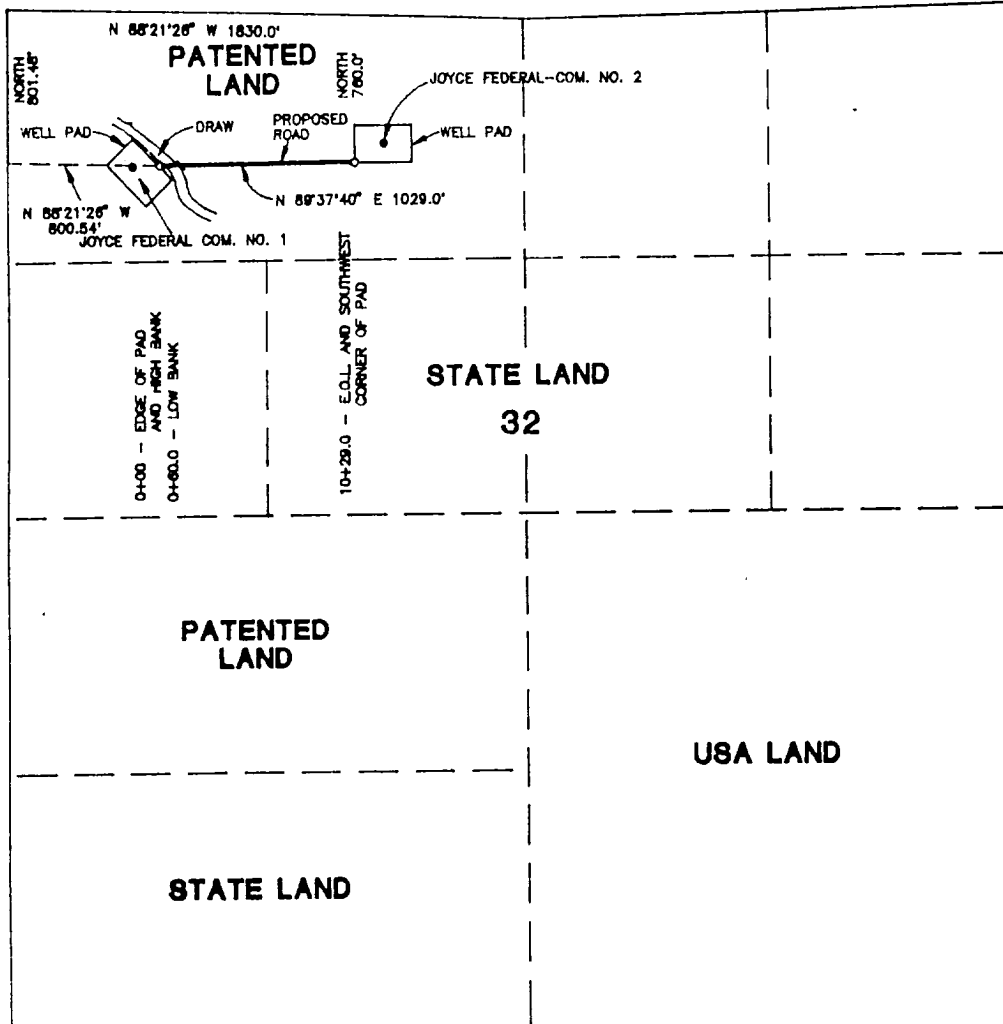 N 88°21'26" W 1830.0'
PATENTED
LAND
NORTH
801.48'
NORTH
760.0'
JOYCE FEDERAL-COM. NO. 2
WELL PAD
DRAW
PROPOSED
ROAD
WELL PAD
N 89°37'40" E 1029.0'
N 88°21'26" W
800.54'
JOYCE FEDERAL COM. NO. 1
0+00 - EDGE OF PAD
AND HIGH BANK
0+60.0 - LOW BANK
10+29.0 - E.O.L. AND SOUTHWEST
CORNER OF PAD
STATE LAND
32
PATENTED
LAND
USA LAND
STATE LAND